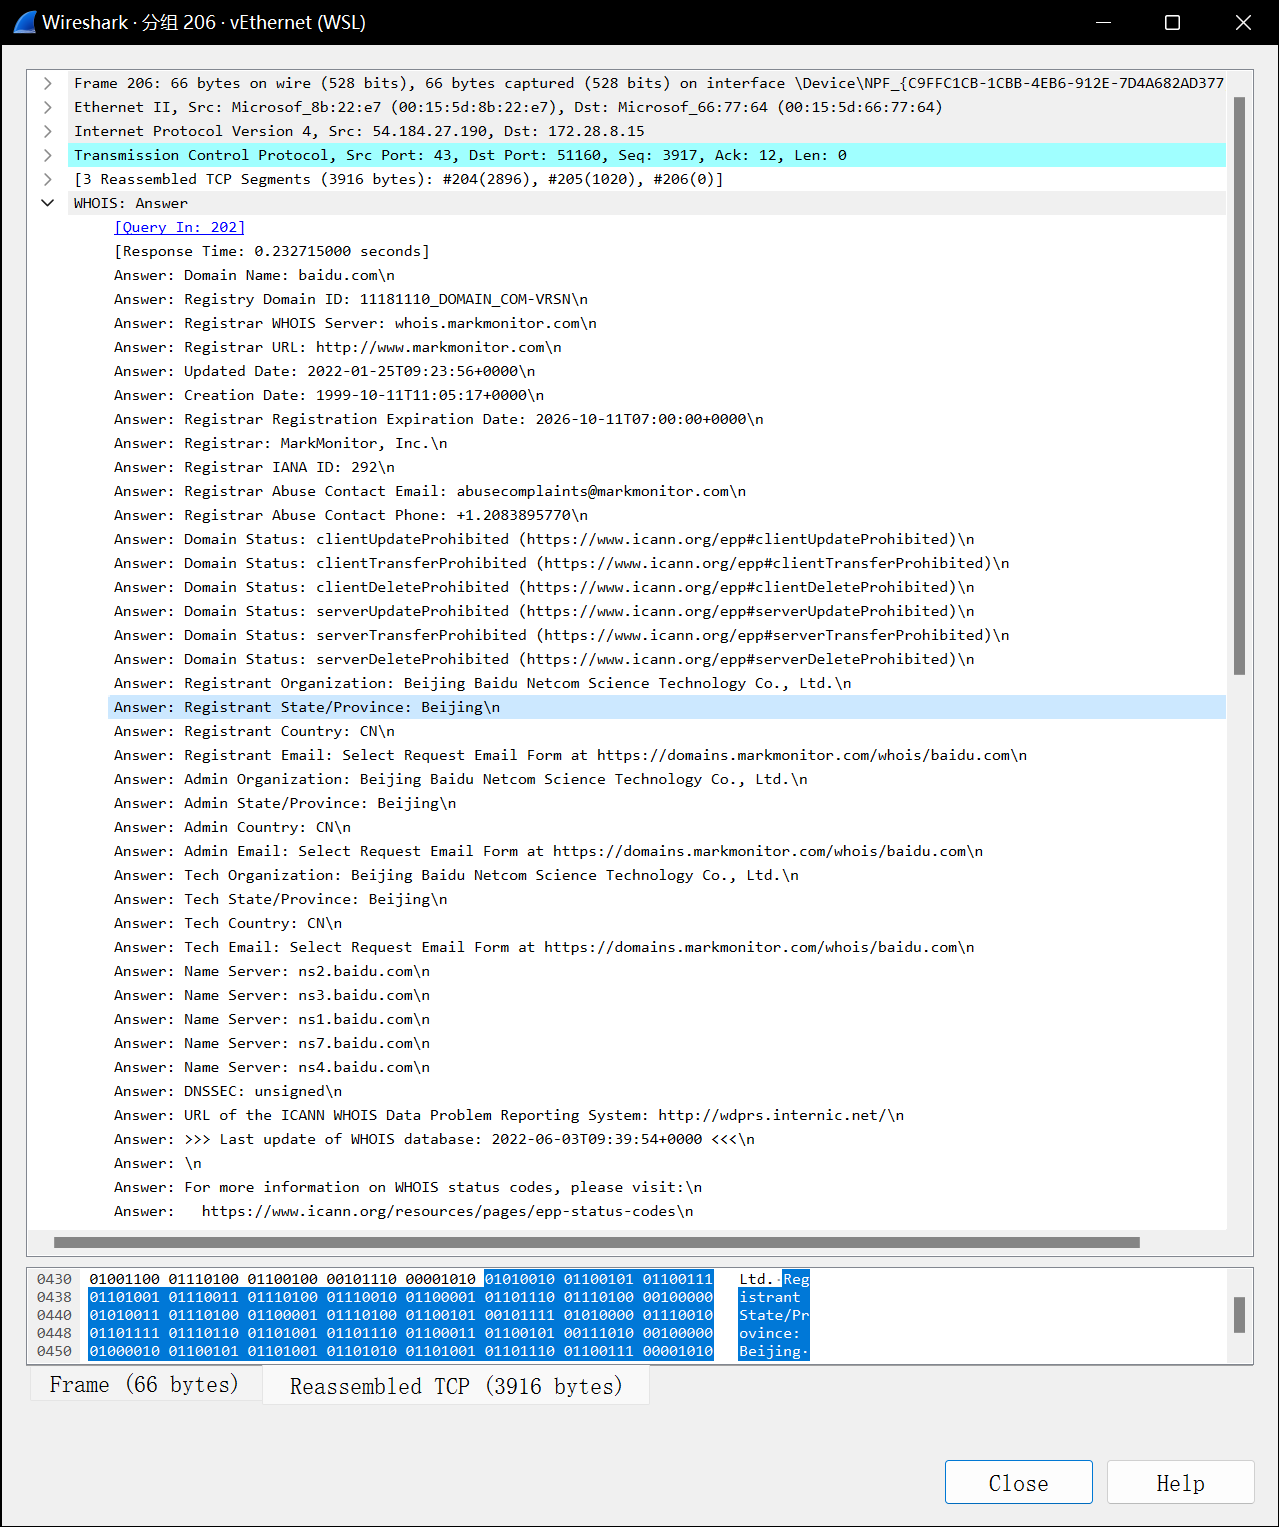 Wireshark · 分组 206 · vEthernet (WSL)
Frame 206: 66 bytes on wire (528 bits), 66 bytes captured (528 bits) on interface \Device\NPF_{C9FFC1CB-1CBB-4EB6-912E-7D4A682AD377
Ethernet II, Src: Microsof_8b:22:e7 (00:15:5d:8b:22:e7), Dst: Microsof_66:77:64 (00:15:5d:66:77:64)
Internet Protocol Version 4, Src: 54.184.27.190, Dst: 172.28.8.15
Transmission Control Protocol, Src Port: 43, Dst Port: 51160, Seq: 3917, Ack: 12, Len: 0
[3 Reassembled TCP Segments (3916 bytes): #204(2896), #205(1020), #206(0)]
WHOIS: Answer
[Query In: 202]
[Response Time: 0.232715000 seconds]
Answer: Domain Name: baidu.com\n
Answer: Registry Domain ID: 11181110_DOMAIN_COM-VRSN\n
Answer: Registrar WHOIS Server: whois.markmonitor.com\n
Answer: Registrar URL: http://www.markmonitor.com\n
Answer: Updated Date: 2022-01-25T09:23:56+0000\n
Answer: Creation Date: 1999-10-11T11:05:17+0000\n
Answer: Registrar Registration Expiration Date: 2026-10-11T07:00:00+0000\n
Answer: Registrar: MarkMonitor, Inc.\n
Answer: Registrar IANA ID: 292\n
Answer: Registrar Abuse Contact Email: abusecomplaints@markmonitor.com\n
Answer: Registrar Abuse Contact Phone: +1.2083895770\n
Answer: Domain Status: clientUpdateProhibited (https://www.icann.org/epp#clientUpdateProhibited)\n
Answer: Domain Status: clientTransferProhibited (https://www.icann.org/epp#clientTransferProhibited)\n
Answer: Domain Status: clientDeleteProhibited (https://www.icann.org/epp#clientDeleteProhibited)\n
Answer: Domain Status: serverUpdateProhibited (https://www.icann.org/epp#serverUpdateProhibited)\n
Answer: Domain Status: serverTransferProhibited (https://www.icann.org/epp#serverTransferProhibited)\n
Answer: Domain Status: serverDeleteProhibited (https://www.icann.org/epp#serverDeleteProhibited)\n
Answer: Registrant Organization: Beijing Baidu Netcom Science Technology Co., Ltd.\n
Answer: Registrant State/Province: Beijing\n
Answer: Registrant Country: CN\n
Answer: Registrant Email: Select Request Email Form at https://domains.markmonitor.com/whois/baidu.com\n
Answer: Admin Organization: Beijing Baidu Netcom Science Technology Co., Ltd.\n
Answer: Admin State/Province: Beijing\n
Answer: Admin Country: CN\n
Answer: Admin Email: Select Request Email Form at https://domains.markmonitor.com/whois/baidu.com\n
Answer: Tech Organization: Beijing Baidu Netcom Science Technology Co., Ltd.\n
Answer: Tech State/Province: Beijing\n
Answer: Tech Country: CN\n
Answer: Tech Email: Select Request Email Form at https://domains.markmonitor.com/whois/baidu.com\n
Answer: Name Server: ns2.baidu.com\n
Answer: Name Server: ns3.baidu.com\n
Answer: Name Server: ns1.baidu.com\n
Answer: Name Server: ns7.baidu.com\n
Answer: Name Server: ns4.baidu.com\n
Answer: DNSSEC: unsigned\n
Answer: URL of the ICANN WHOIS Data Problem Reporting System: http://wdprs.internic.net/\n
Answer: >>> Last update of WHOIS database: 2022-06-03T09:39:54+0000 <<<\n
Answer: \n
Answer: For more information on WHOIS status codes, please visit:\n
Answer:   https://www.icann.org/resources/pages/epp-status-codes\n
0430 01001100 01110100 01100100 00101110 00001010 01010010 01100101 01100111 Ltd.·Reg
0438 01101001 01110011 01110100 01110010 01100001 01101110 01110100 00100000 istrant
0440 01010011 01110100 01100001 01110100 01100101 00101111 01010000 01110010 State/Pr
0448 01101111 01110110 01101001 01101110 01100011 01100101 00111010 00100000 ovince:
0450 01000010 01100101 01101001 01101010 01101001 01101110 01100111 00001010 Beijing·
Frame (66 bytes) Reassembled TCP (3916 bytes)
Close Help